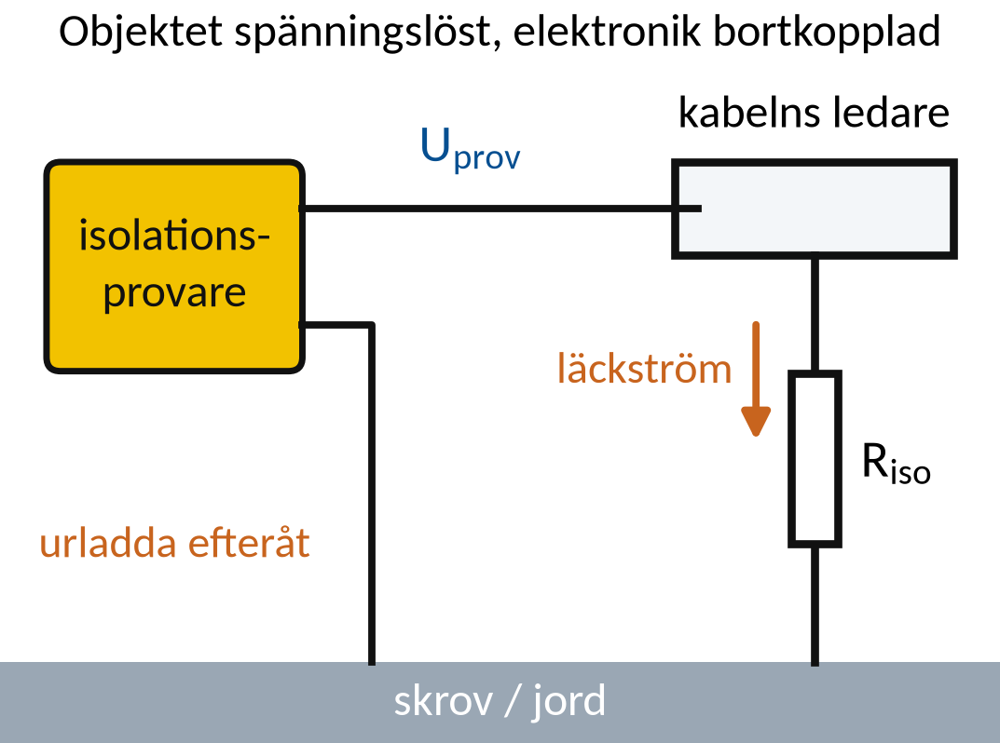 Objektet spänningslöst, elektronik bortkopplad
kabelns ledare
Uprov
isolations-
provare
läckström
Riso
urladda efteråt
skrov / jord